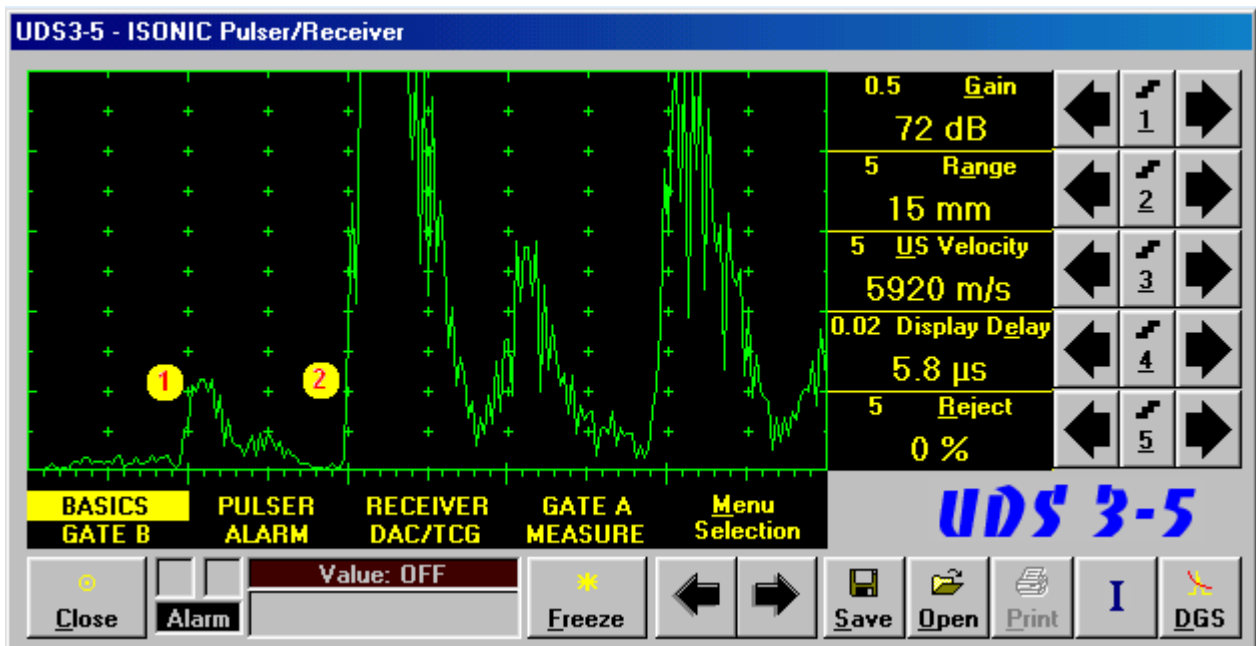 UDS3-5 - ISONIC Pulser/Receiver
0.5 Gain
72 dB
1
5 Range
15 mm
2
5 US Velocity
5920 m/s
3
0.02 Display Delay
5.8 µs
4
5 Reject
0 %
5
1
2
BASICS PULSER RECEIVER GATE A Menu
GATE B ALARM DAC/TCG MEASURE Selection
UDS 3-5
Value: OFF
Close Alarm Freeze Save Open Print I DGS